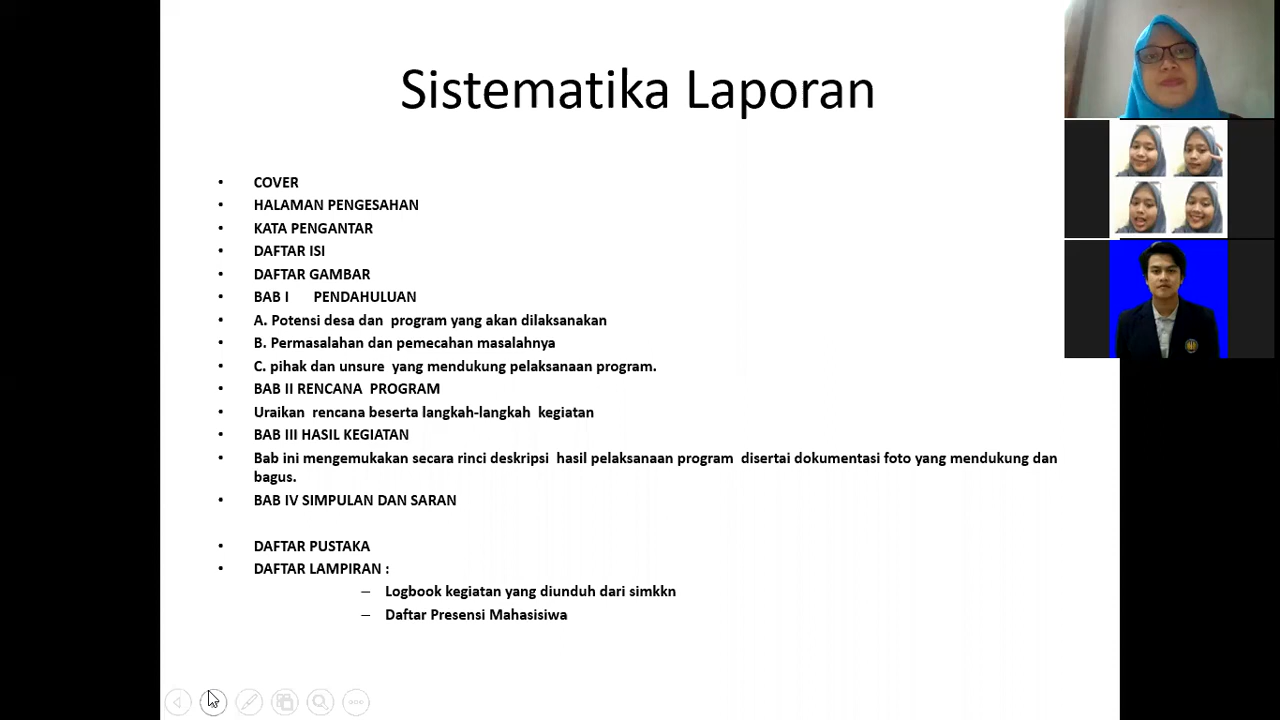 Sistematika Laporan
• COVER
• HALAMAN PENGESAHAN
• KATA PENGANTAR
• DAFTAR ISI
• DAFTAR GAMBAR
• BAB I PENDAHULUAN
• A. Potensi desa dan program yang akan dilaksanakan
• B. Permasalahan dan pemecahan masalahnya
• C. pihak dan unsure yang mendukung pelaksanaan program.
• BAB II RENCANA PROGRAM
• Uraikan rencana beserta langkah-langkah kegiatan
• BAB III HASIL KEGIATAN
• Bab ini mengemukakan secara rinci deskripsi hasil pelaksanaan program disertai dokumentasi foto yang mendukung dan
bagus.
• BAB IV SIMPULAN DAN SARAN
• DAFTAR PUSTAKA
• DAFTAR LAMPIRAN :
– Logbook kegiatan yang diunduh dari simkkn
– Daftar Presensi Mahasisiwa